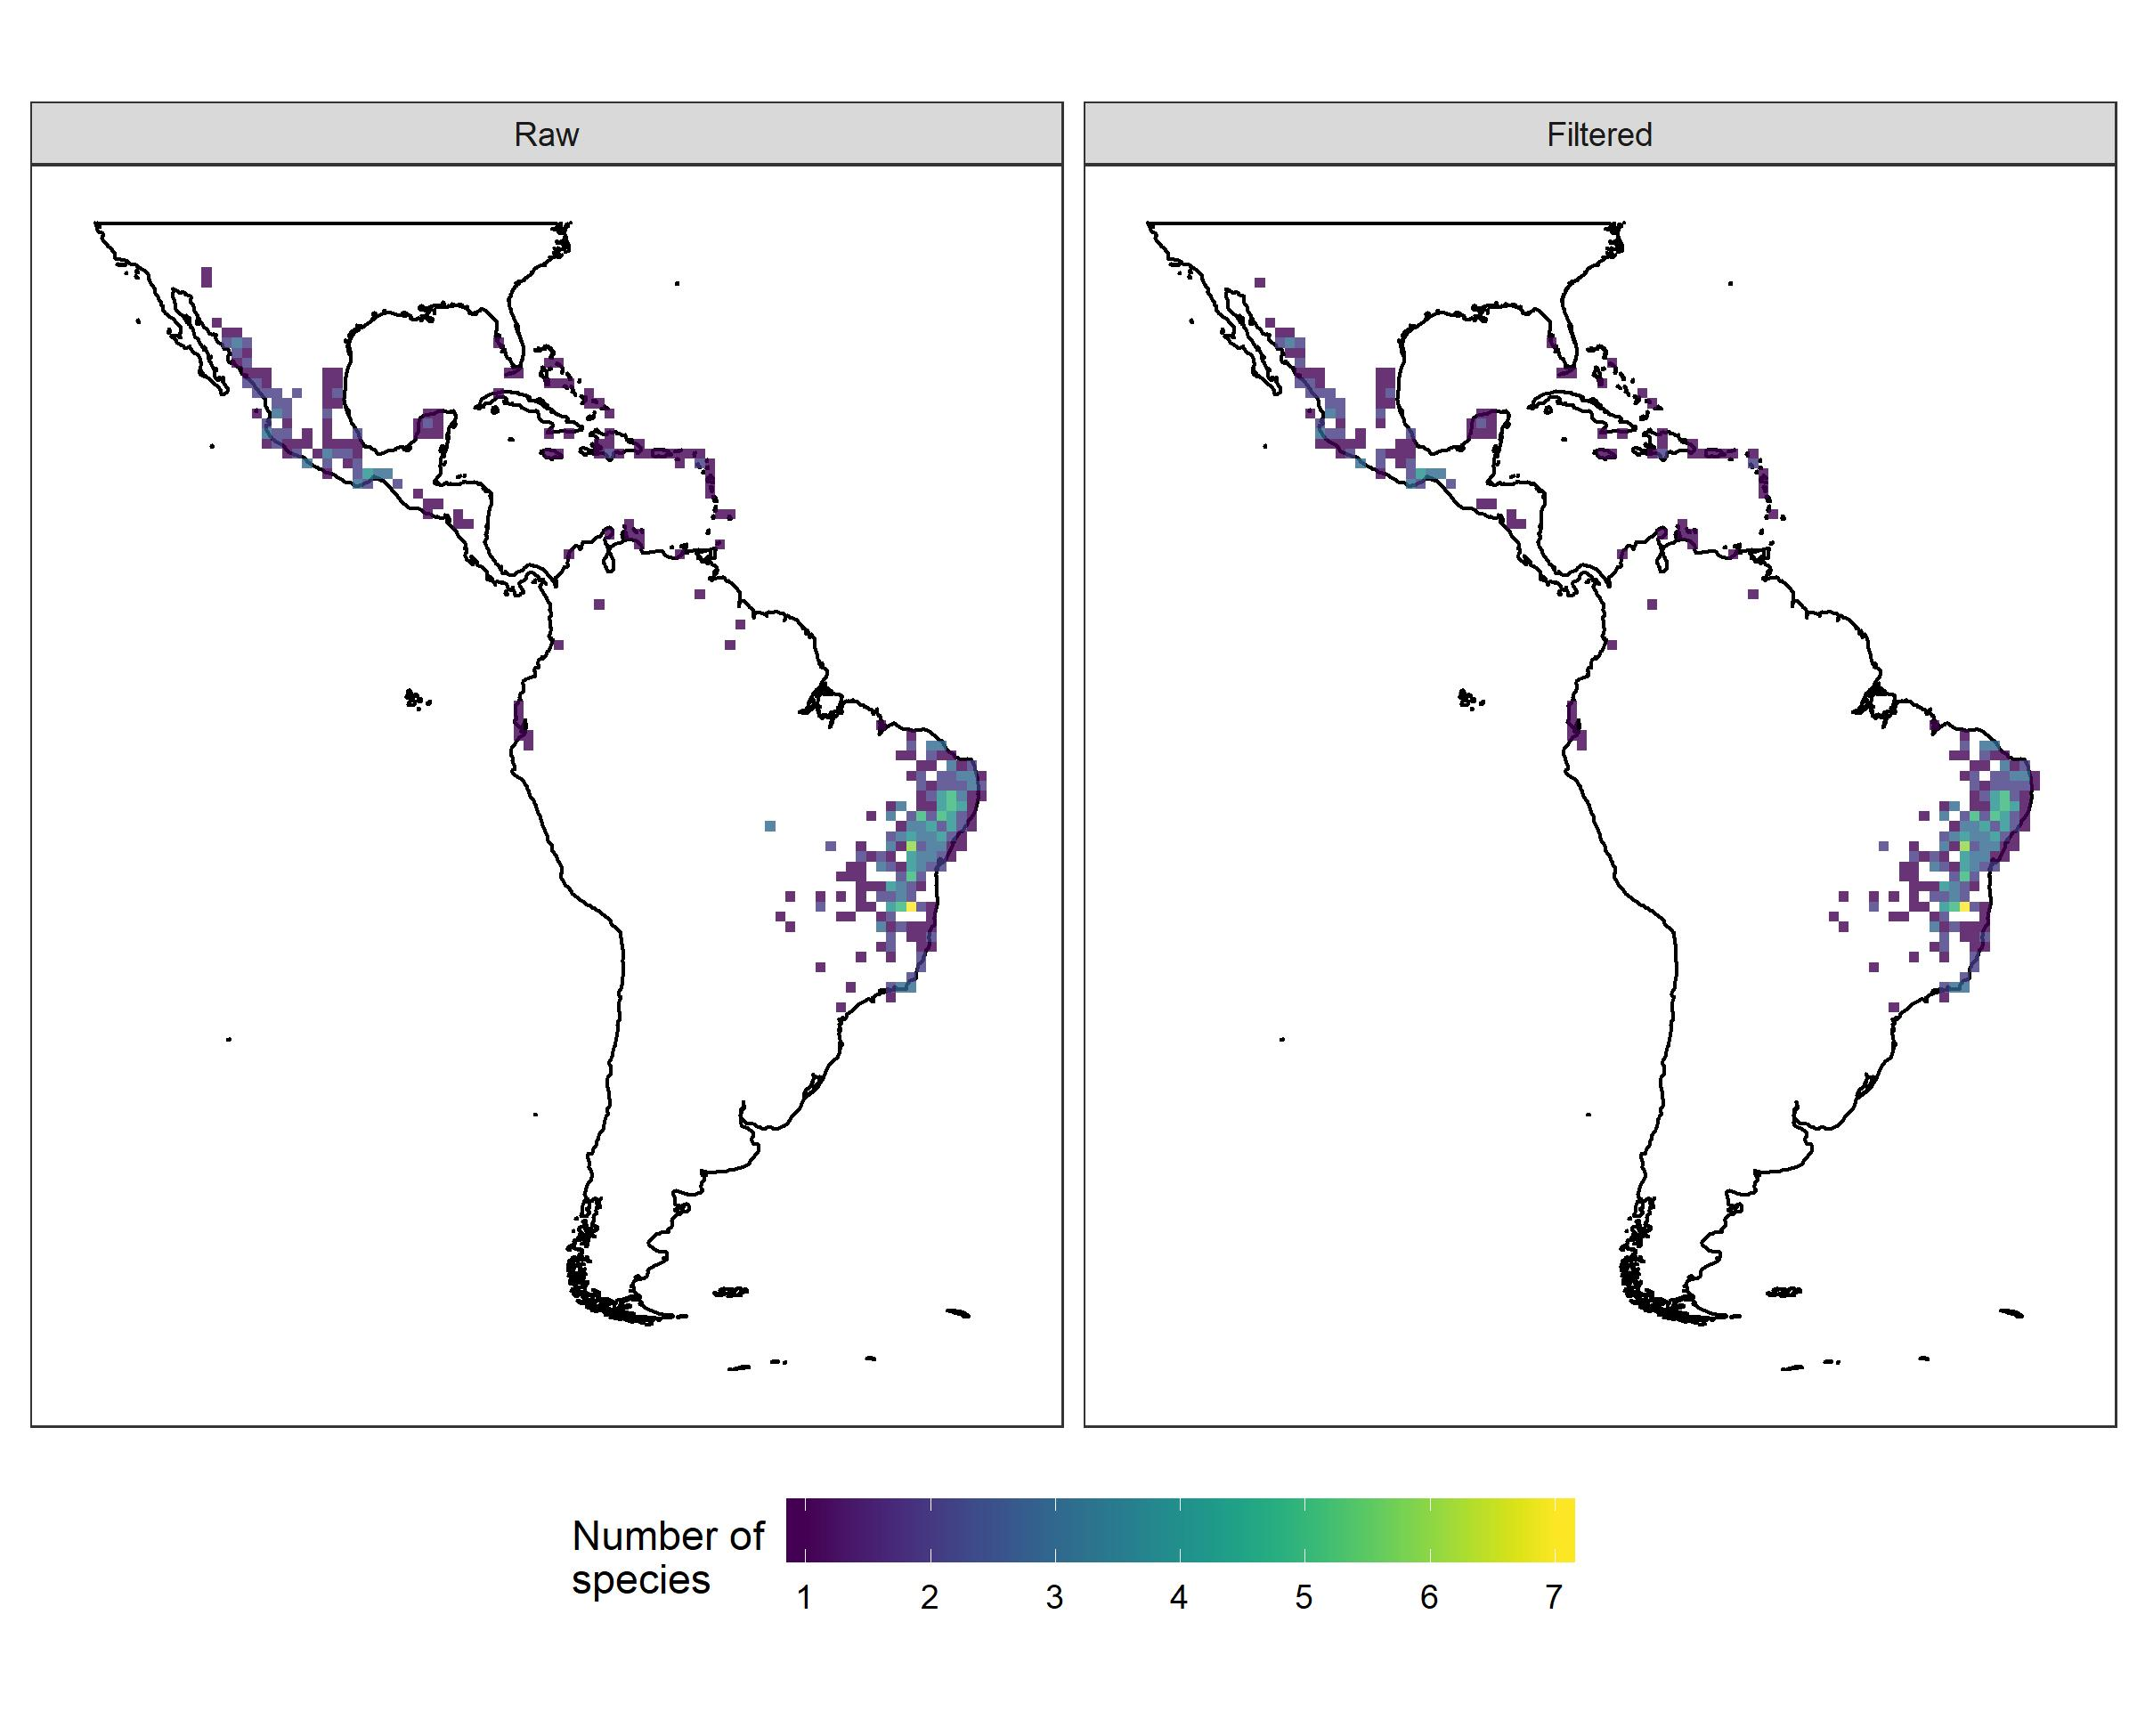 Raw
Filtered
Number of
species
1 2 3 4 5 6 7